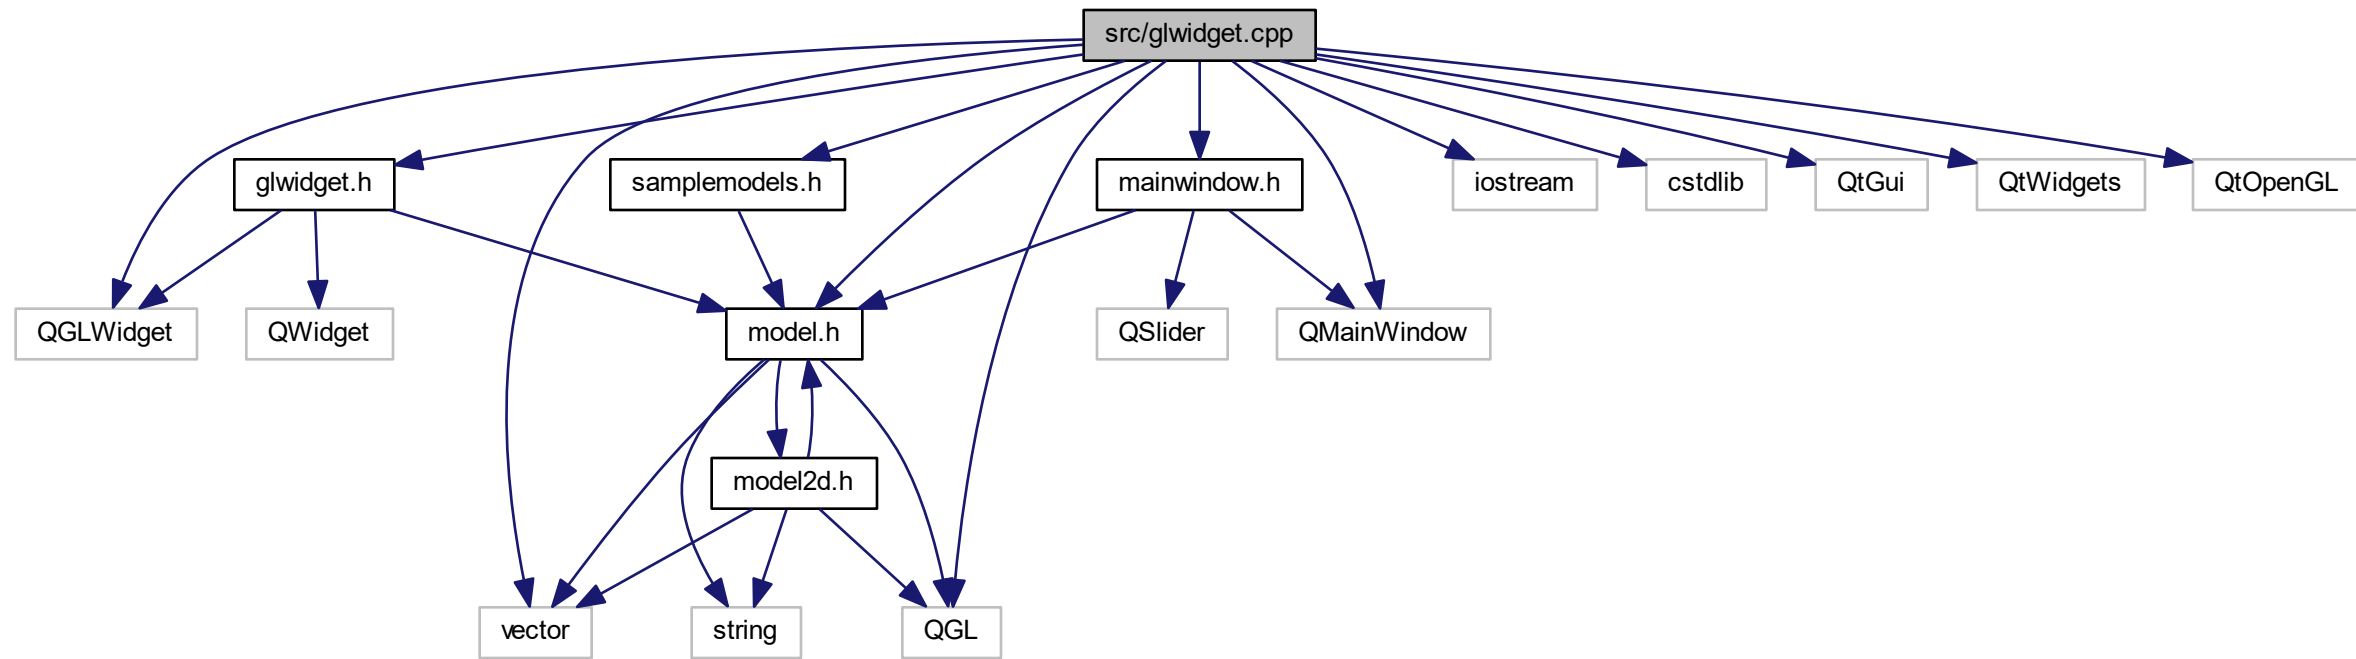 src/glwidget.cpp
glwidget.h
samplemodels.h
mainwindow.h
iostream
cstdlib
QtGui
QtWidgets
QtOpenGL
QGLWidget
QWidget
model.h
QSlider
QMainWindow
model2d.h
vector
string
QGL